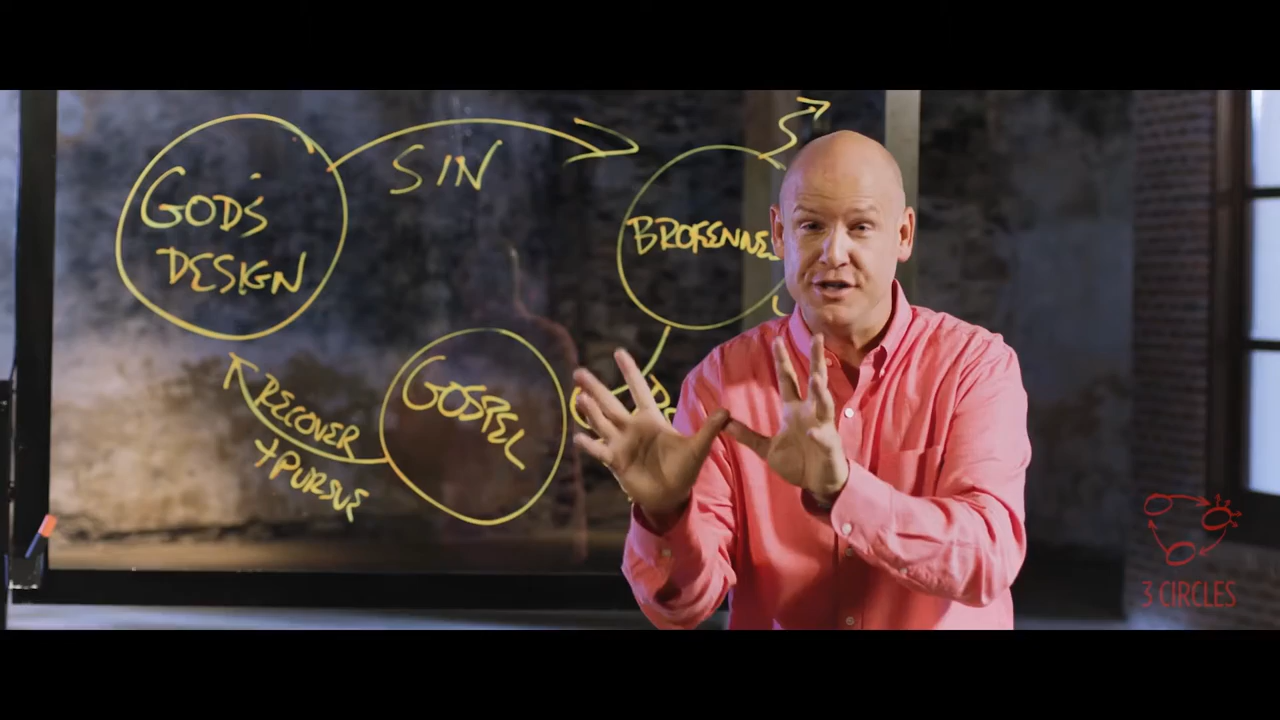 GOD'S
DESIGN
SIN
BROKENNES
GOSPEL
RECOVER
+PURSUE
3 CIRCLES